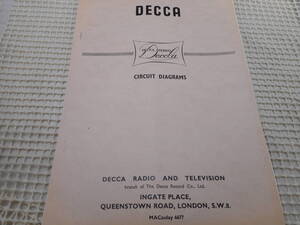 DECCA
Decca
CIRCUIT DIAGRAMS
DECCA RADIO AND TELEVISION
branch of The Decca Record Co., Ltd.
INGATE PLACE,
QUEENSTOWN ROAD, LONDON, S.W.8.
MACaulay 6677